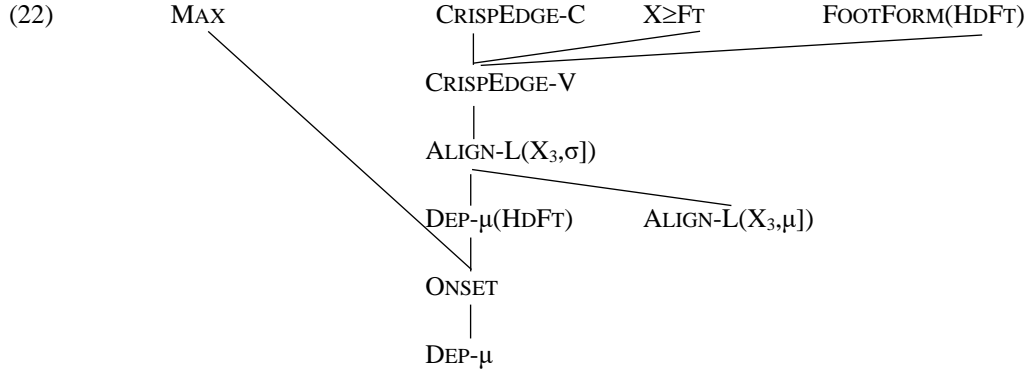 (22) MAX CRISPEDGE-C X≥FT FOOTFORM(HDFT)
CRISPEDGE-V
ALIGN-L(X₃,σ])
DEP-μ(HDFT) ALIGN-L(X₃,μ])
ONSET
DEP-μ